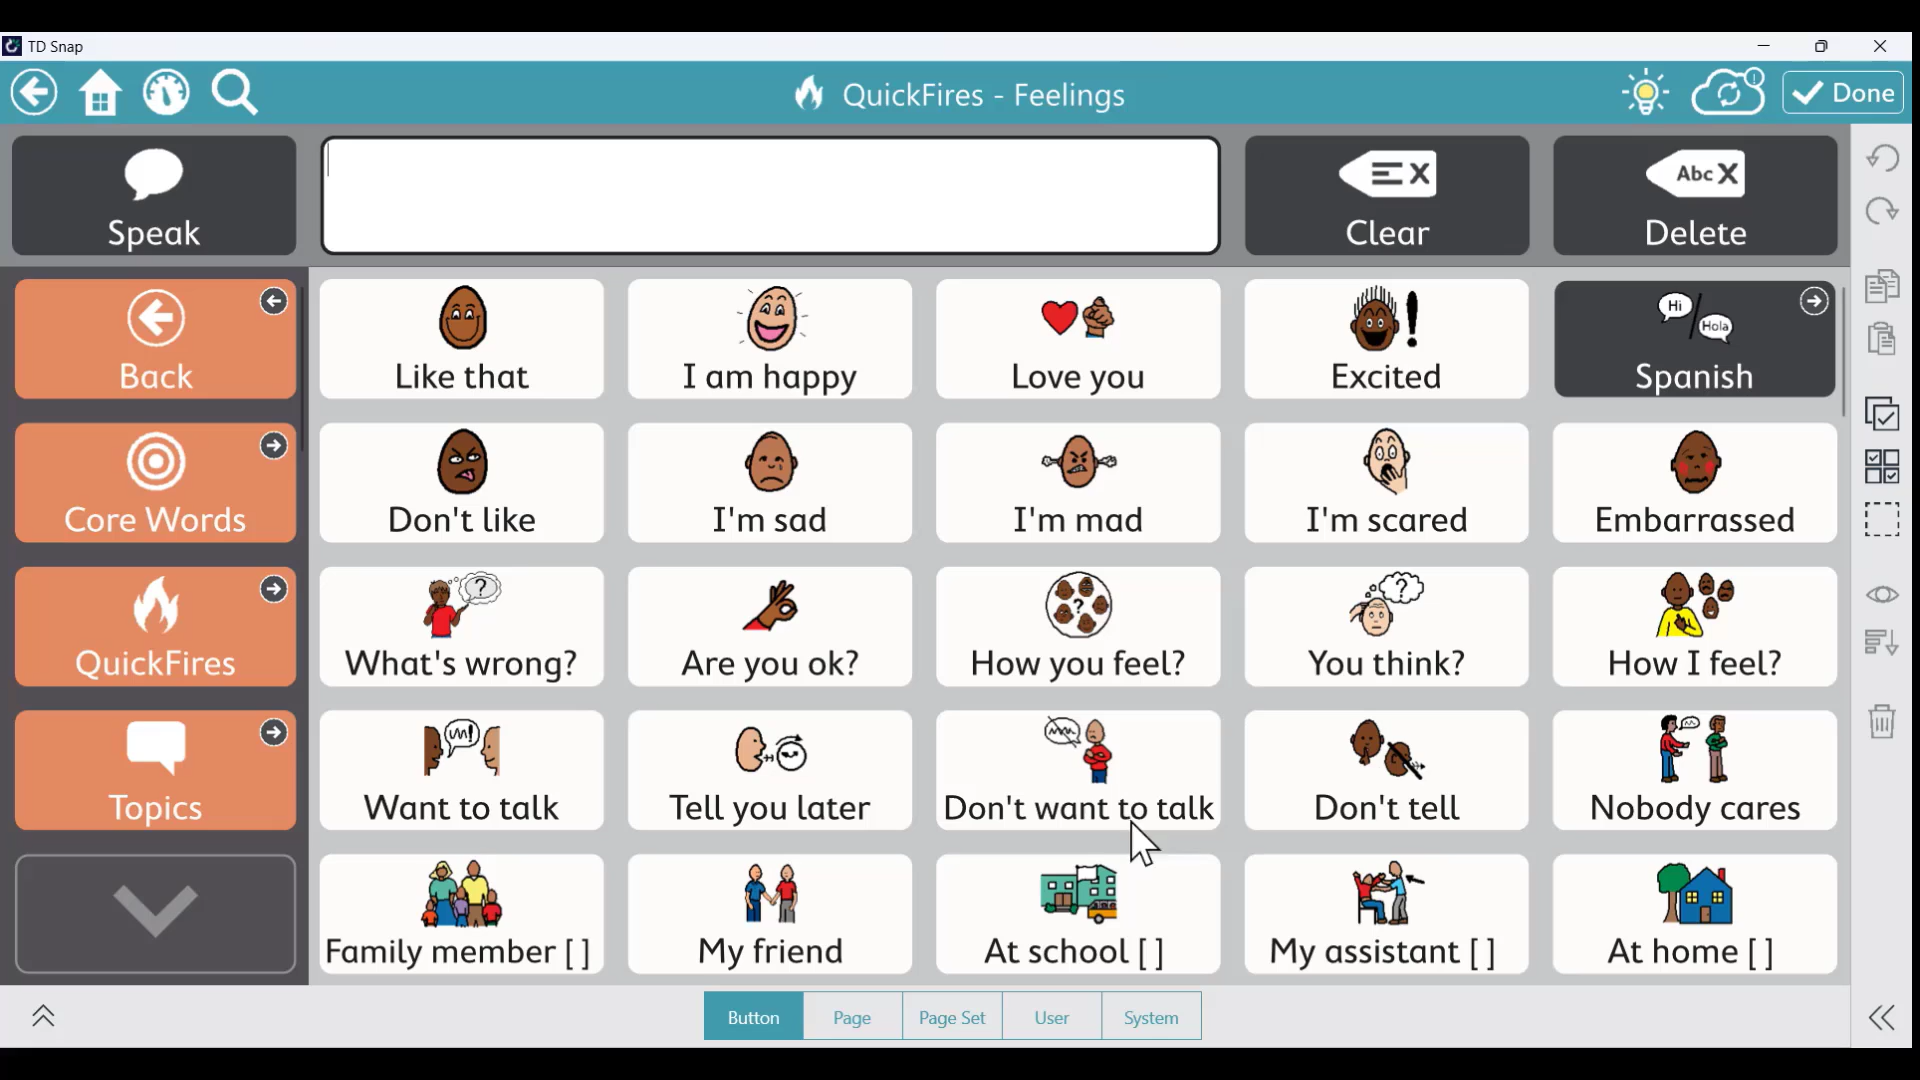 TD Snap
QuickFires - Feelings
Done
Speak
Clear
Abc X
Delete
Back
Like that
I am happy
Love you
Excited
Hi
Hola
Spanish
Core Words
Don't like
I'm sad
I'm mad
I'm scared
Embarrassed
QuickFires
What's wrong?
Are you ok?
How you feel?
You think?
How I feel?
Topics
Want to talk
Tell you later
Don't want to talk
Don't tell
Nobody cares
Family member [ ]
My friend
At school [ ]
My assistant [ ]
At home [ ]
Button
Page
Page Set
User
System